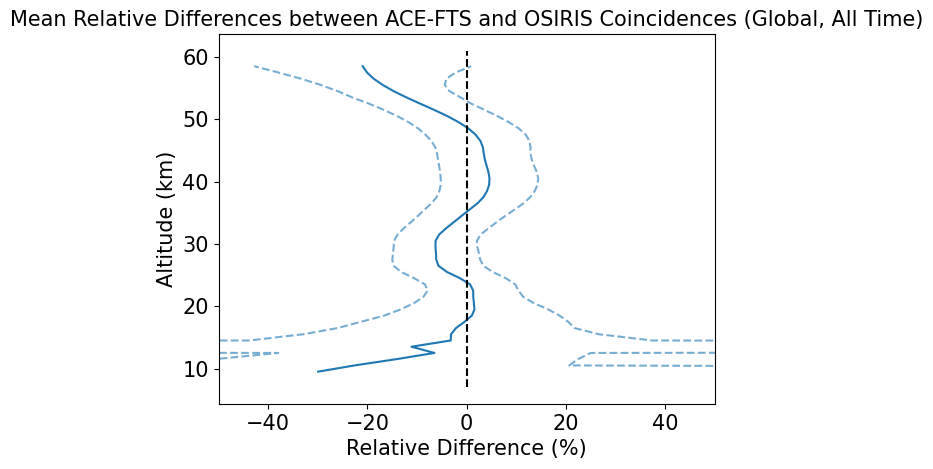 Mean Relative Differences between ACE-FTS and OSIRIS Coincidences (Global, All Time)
60
50
40
30
20
10
Altitude (km)
−40 −20 0 20 40
Relative Difference (%)